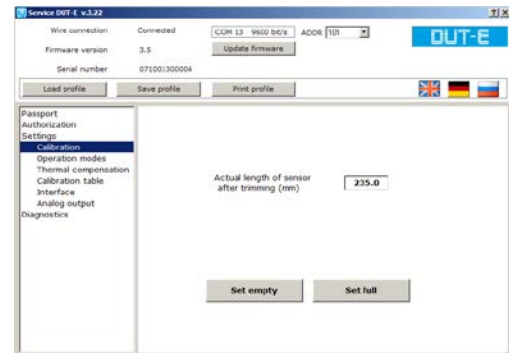 Service DUT-E v.3.22
Wire connection Connected COM 13 9600 bit/s ADDR 101
DUT-E
Firmware version 3.5 Update firmware
Serial number 071001300004
Load profile Save profile Print profile
Passport
Authorization
Settings
Calibration
Operation modes
Thermal compensation
Calibration table
Interface
Analog output
Diagnostics
Actual length of sensor
after trimming (mm) 235.0
Set empty Set full